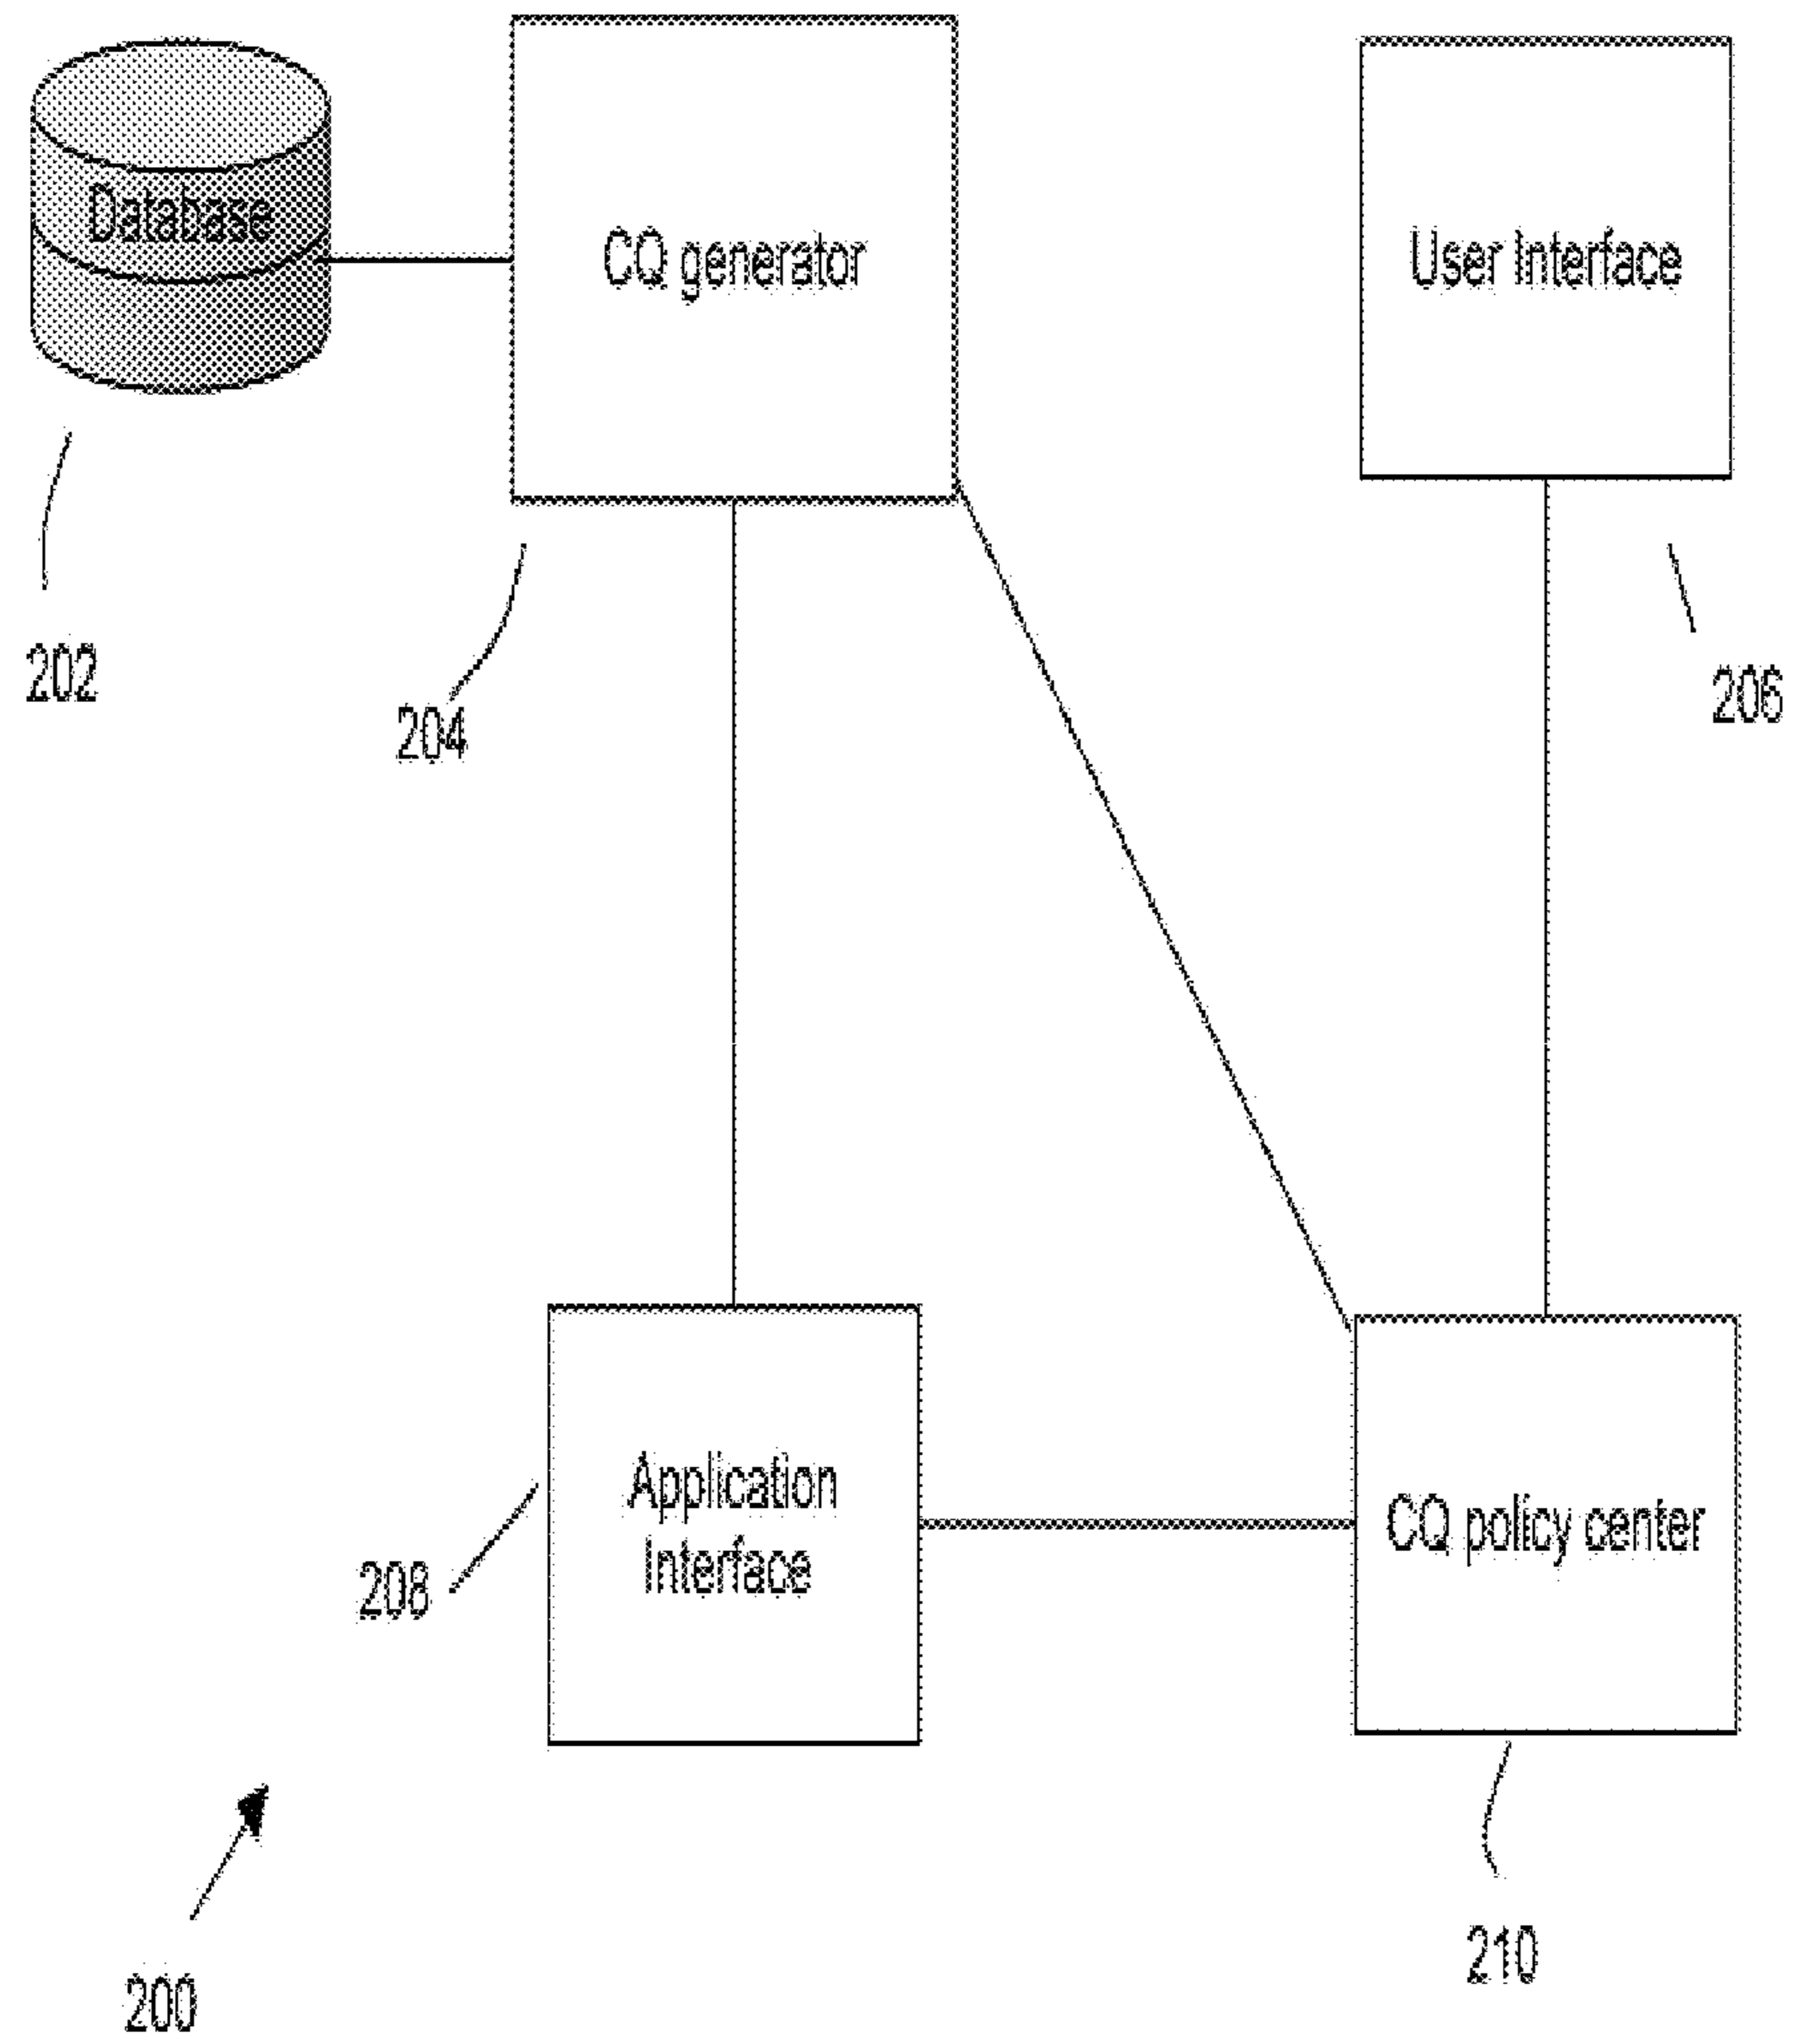 Database
CQ generator
User Interface
202
204
206
Application
Interface
CQ policy center
208
210
200